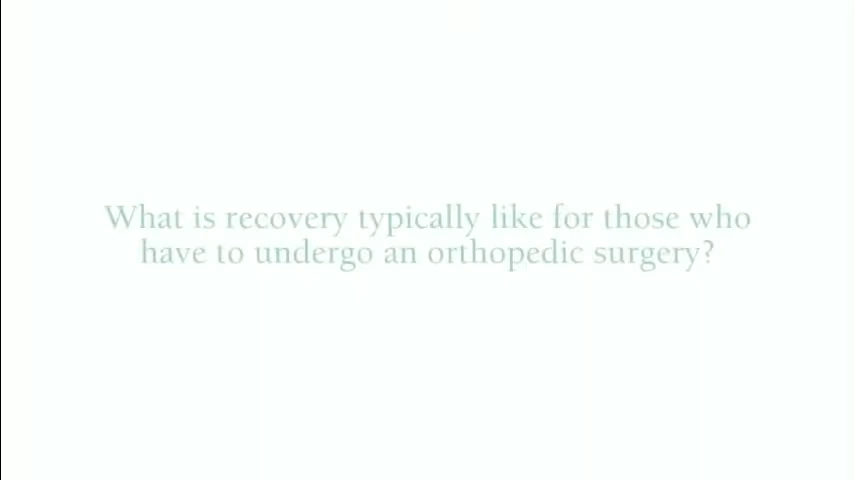 What is recovery typically like for those who
have to undergo an orthopedic surgery?